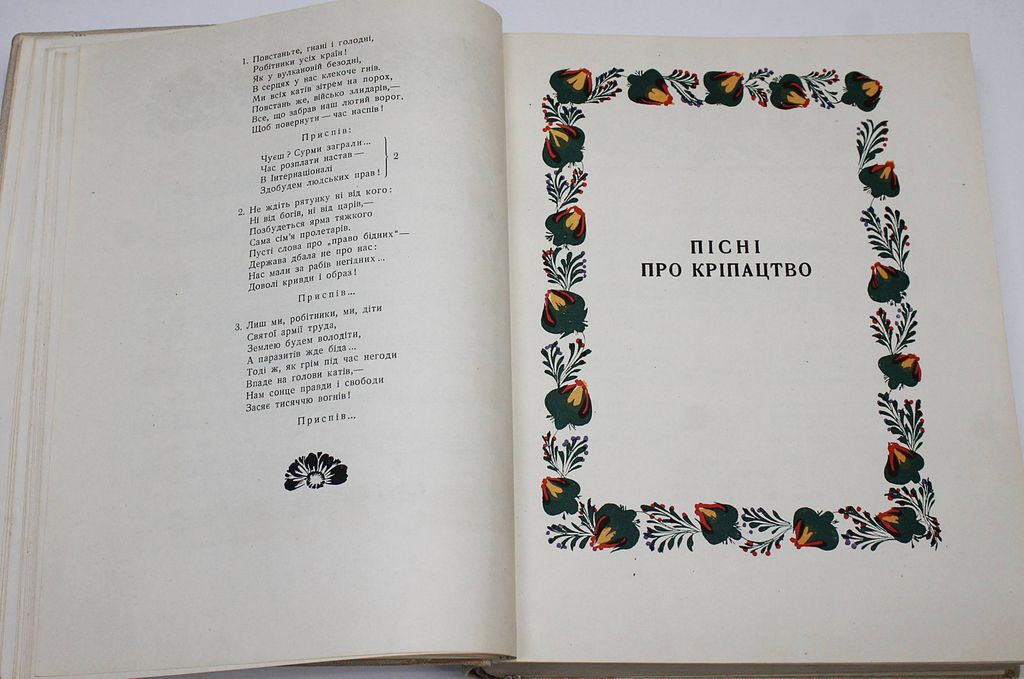 1. Повстаньте, гнані і голодні,
Робітники усіх країн!
Як у вулкановій безодні,
В серцях у нас клекоче гнів.
Ми всіх катів зітрем на порох,
Повстань же, військо злидарів,—
Все, що забрав наш лютий ворог,
Щоб повернути—час наспів!
Приспів:
Чуєш? Сурми заграли...
Час розплати настав—
В Інтернаціоналі
Здобудем людських прав!
2
2. Не ждіть рятунку ні від кого:
Ні від богів, ні від царів,—
Позбудеться ярма тяжкого
Сама сім'я пролетарів.
Пусті слова про „право бідних"—
Держава дбала не про нас:
Нас мали за рабів негідних...
Доволі кривди і образ!
Приспів...
3. Лиш ми, робітники, ми, діти
Святої армії труда,
Землею будем володіти,
А паразитів жде біда...
Тоді ж, як грім під час негоди
Впаде на голови катів,—
Нам сонце правди і свободи
Засяє тисяччю вогнів!
Приспів...
ПІСНІ
ПРО КРІПАЦТВО